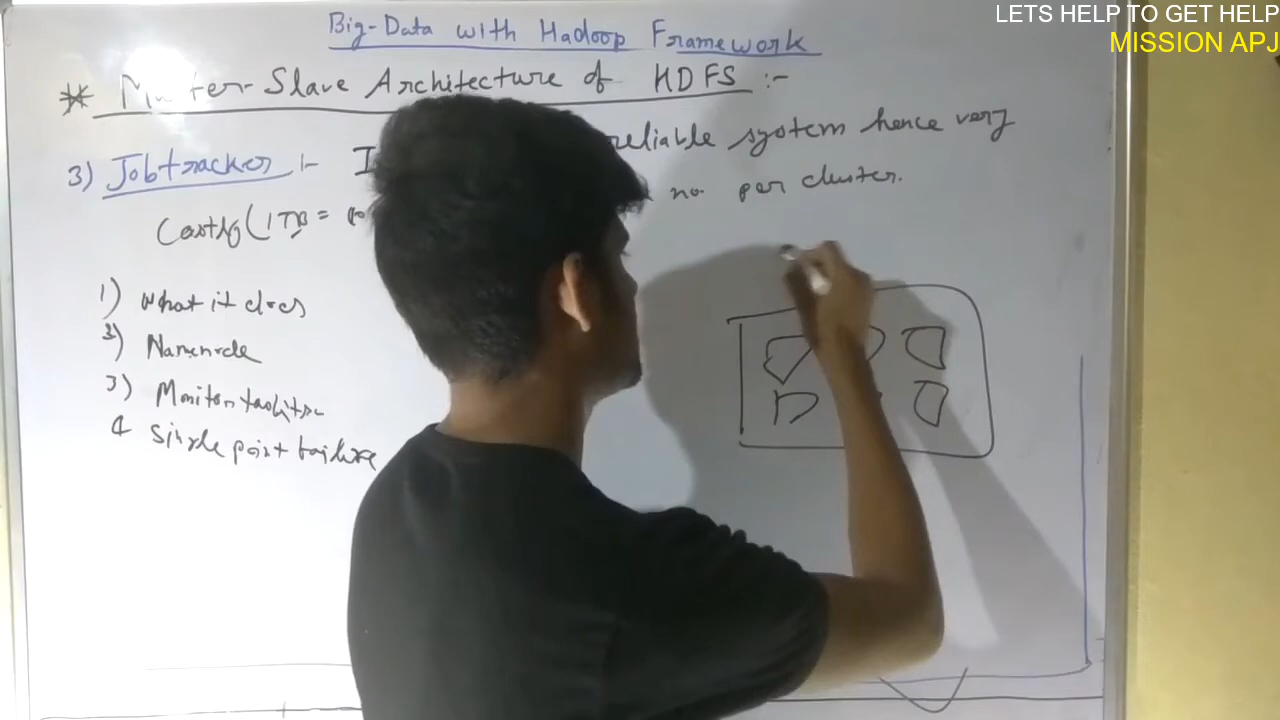 LETS HELP TO GET HELP
MISSION APJ
Big-Data with Hadoop Framework
* Slave Architecture of HDFS :-
3) Jobtracker :- reliable system hence very
Costly (1TB = no. per cluster.
1) What it does
2) Namenode
3) Monitor
4 Single point failure